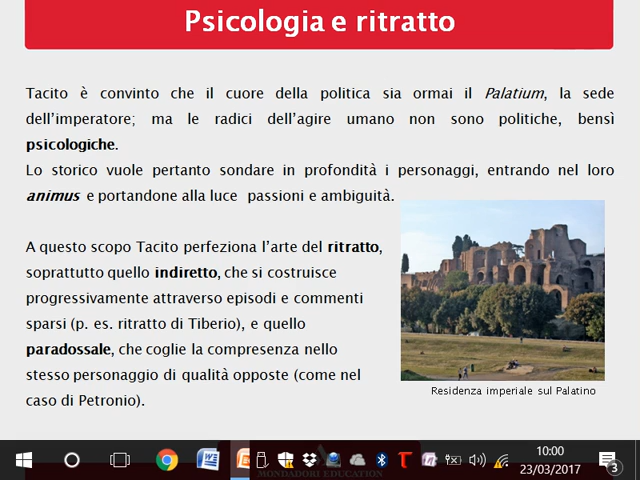 Psicologia e ritratto
Tacito è convinto che il cuore della politica sia ormai il Palatium, la sede
dell'imperatore; ma le radici dell'agire umano non sono politiche, bensì
psicologiche.
Lo storico vuole pertanto sondare in profondità i personaggi, entrando nel loro
animus e portandone alla luce passioni e ambiguità.
A questo scopo Tacito perfeziona l'arte del ritratto,
soprattutto quello indiretto, che si costruisce
progressivamente attraverso episodi e commenti
sparsi (p. es. ritratto di Tiberio), e quello
paradossale, che coglie la compresenza nello
stesso personaggio di qualità opposte (come nel
caso di Petronio).
Residenza imperiale sul Palatino
MONDADORI EDUCATION
10:00
23/03/2017
3